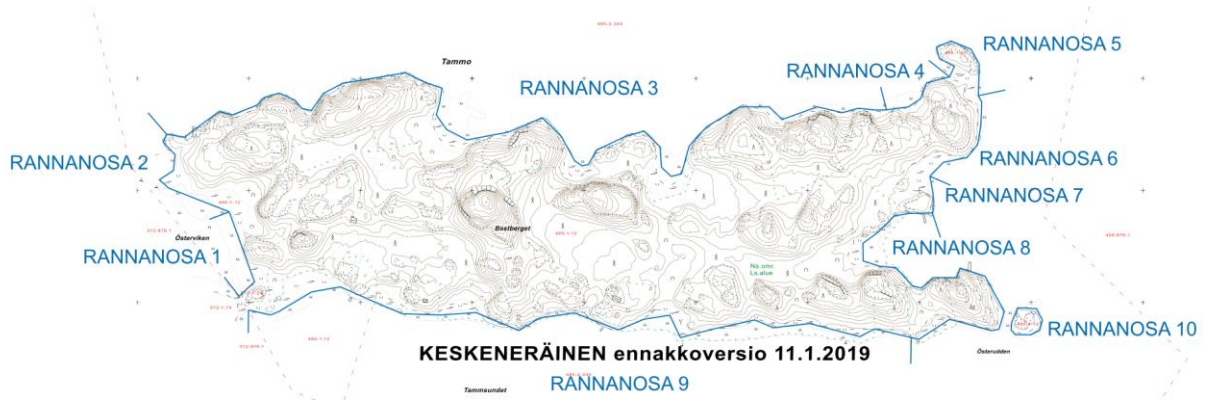 RANNANOSA 5
Tammo
RANNANOSA 4
RANNANOSA 3
RANNANOSA 2
RANNANOSA 6
RANNANOSA 7
Bastberget
Österviken
RANNANOSA 1
RANNANOSA 8
RANNANOSA 10
KESKENERÄINEN ennakkoversio 11.1.2019
Österudden
RANNANOSA 9
Tammsundet